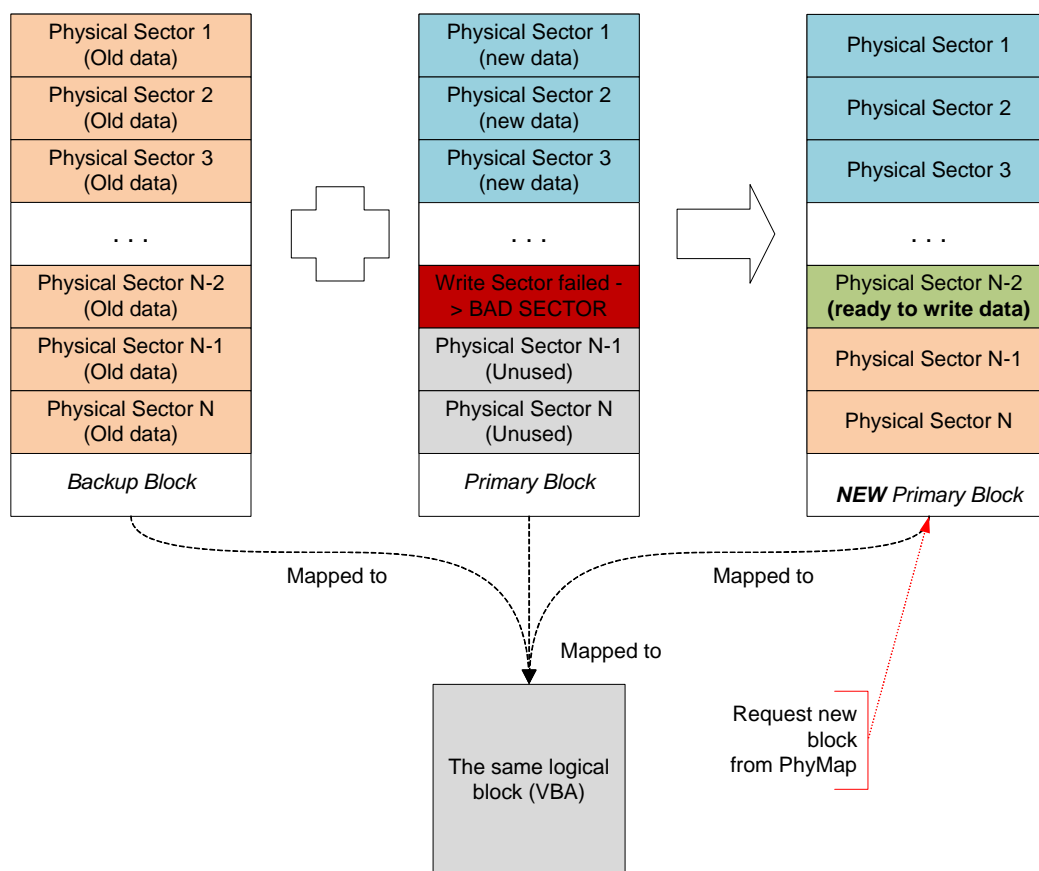 Physical Sector 1
(Old data)
Physical Sector 2
(Old data)
Physical Sector 3
(Old data)
. . .
Physical Sector N-2
(Old data)
Physical Sector N-1
(Old data)
Physical Sector N
(Old data)
Backup Block
Physical Sector 1
(new data)
Physical Sector 2
(new data)
Physical Sector 3
(new data)
. . .
Write Sector failed -
> BAD SECTOR
Physical Sector N-1
(Unused)
Physical Sector N
(Unused)
Primary Block
Physical Sector 1
Physical Sector 2
Physical Sector 3
. . .
Physical Sector N-2
(ready to write data)
Physical Sector N-1
Physical Sector N
NEW Primary Block
Mapped to
Mapped to
Mapped to
Request new
block
from PhyMap
The same logical
block (VBA)